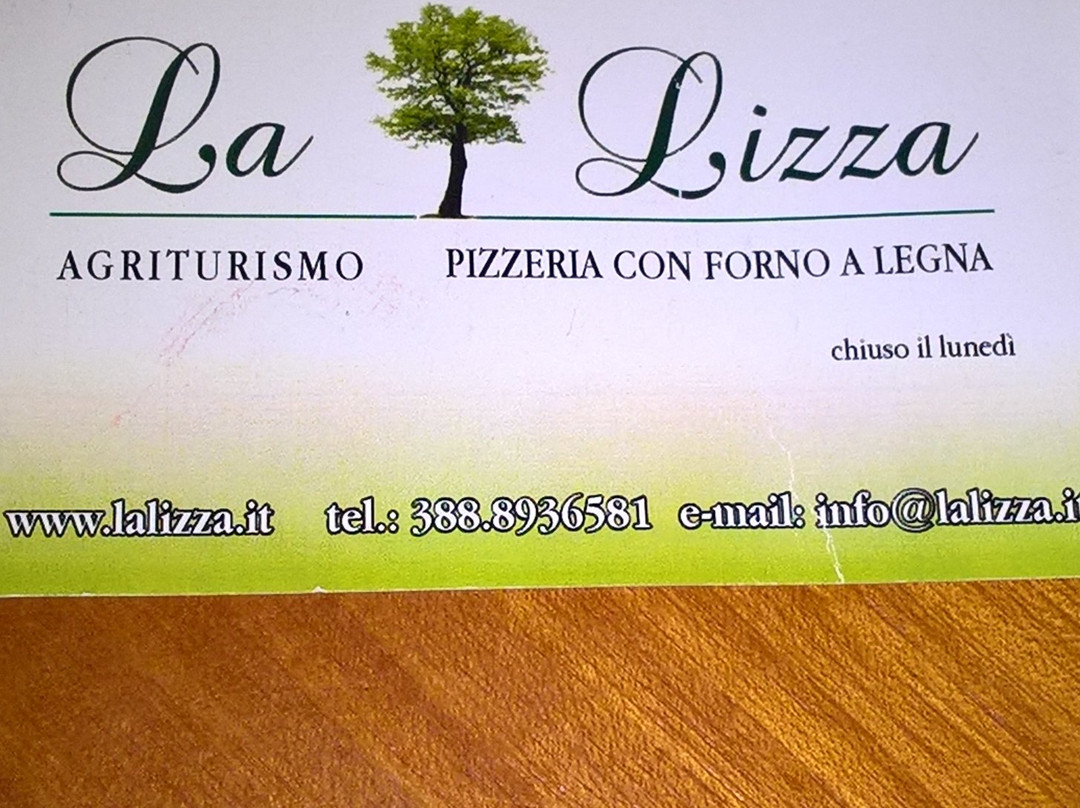 La Lizza
AGRITURISMO PIZZERIA CON FORNO A LEGNA
chiuso il lunedì
www.lalizza.it tel.: 388.8936581 e-mail: info@lalizza.it